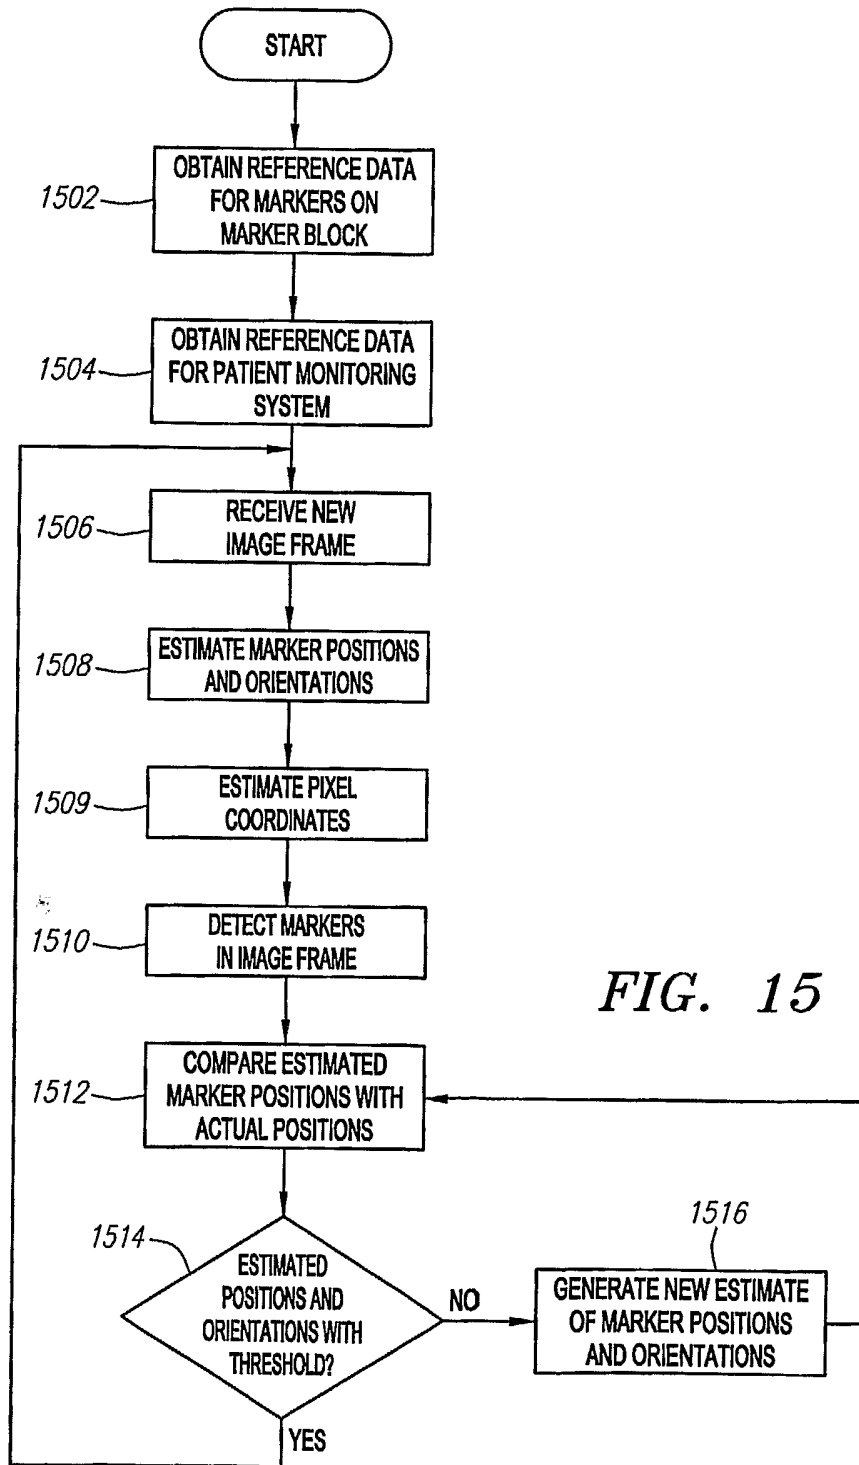 START
1502
OBTAIN REFERENCE DATA
FOR MARKERS ON
MARKER BLOCK
1504
OBTAIN REFERENCE DATA
FOR PATIENT MONITORING
SYSTEM
1506
RECEIVE NEW
IMAGE FRAME
1508
ESTIMATE MARKER POSITIONS
AND ORIENTATIONS
1509
ESTIMATE PIXEL
COORDINATES
1510
DETECT MARKERS
IN IMAGE FRAME
FIG. 15
1512
COMPARE ESTIMATED
MARKER POSITIONS WITH
ACTUAL POSITIONS
1514
ESTIMATED
POSITIONS AND
ORIENTATIONS WITH
THRESHOLD?
NO
1516
GENERATE NEW ESTIMATE
OF MARKER POSITIONS
AND ORIENTATIONS
YES